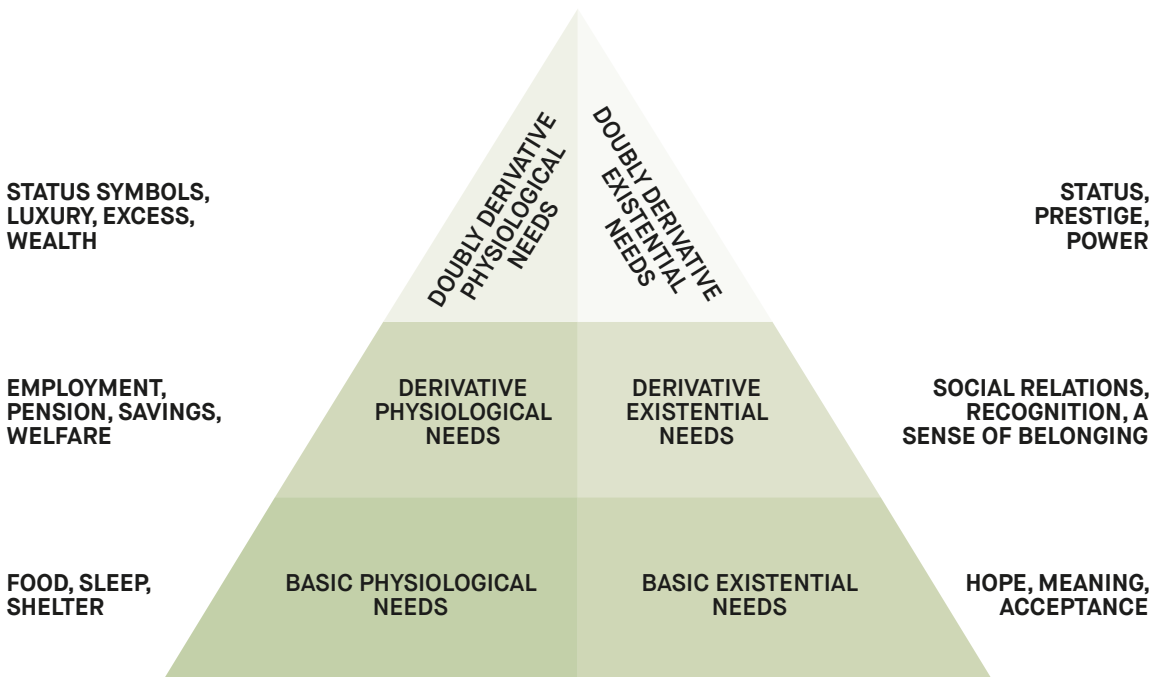 DOUBLY DERIVATIVE
PHYSIOLOGICAL
NEEDS
DOUBLY DERIVATIVE
EXISTENTIAL
NEEDS
STATUS SYMBOLS,
LUXURY, EXCESS,
WEALTH
STATUS,
PRESTIGE,
POWER
EMPLOYMENT,
PENSION, SAVINGS,
WELFARE
DERIVATIVE
PHYSIOLOGICAL
NEEDS
DERIVATIVE
EXISTENTIAL
NEEDS
SOCIAL RELATIONS,
RECOGNITION, A
SENSE OF BELONGING
FOOD, SLEEP,
SHELTER
BASIC PHYSIOLOGICAL
NEEDS
BASIC EXISTENTIAL
NEEDS
HOPE, MEANING,
ACCEPTANCE